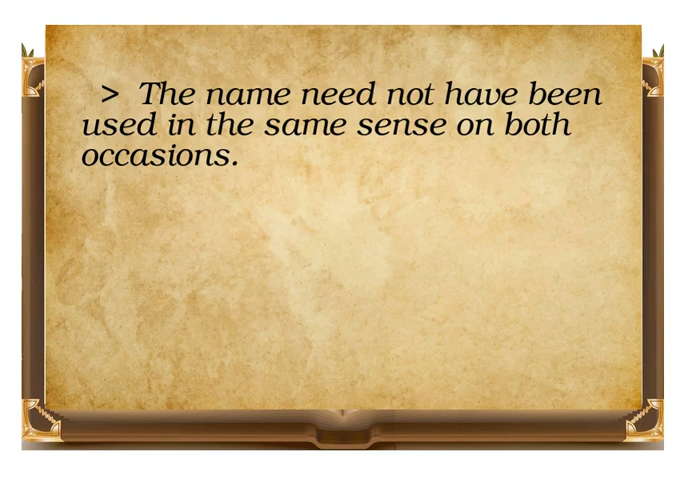 > The name need not have been
used in the same sense on both
occasions.